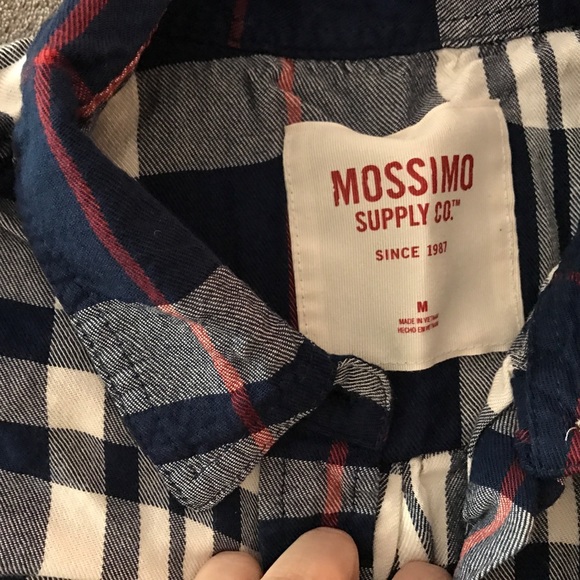 MOSSIMO
SUPPLY CO.™
SINCE 1987
M
MADE IN VIETNAM
HECHO EN VIETNAM